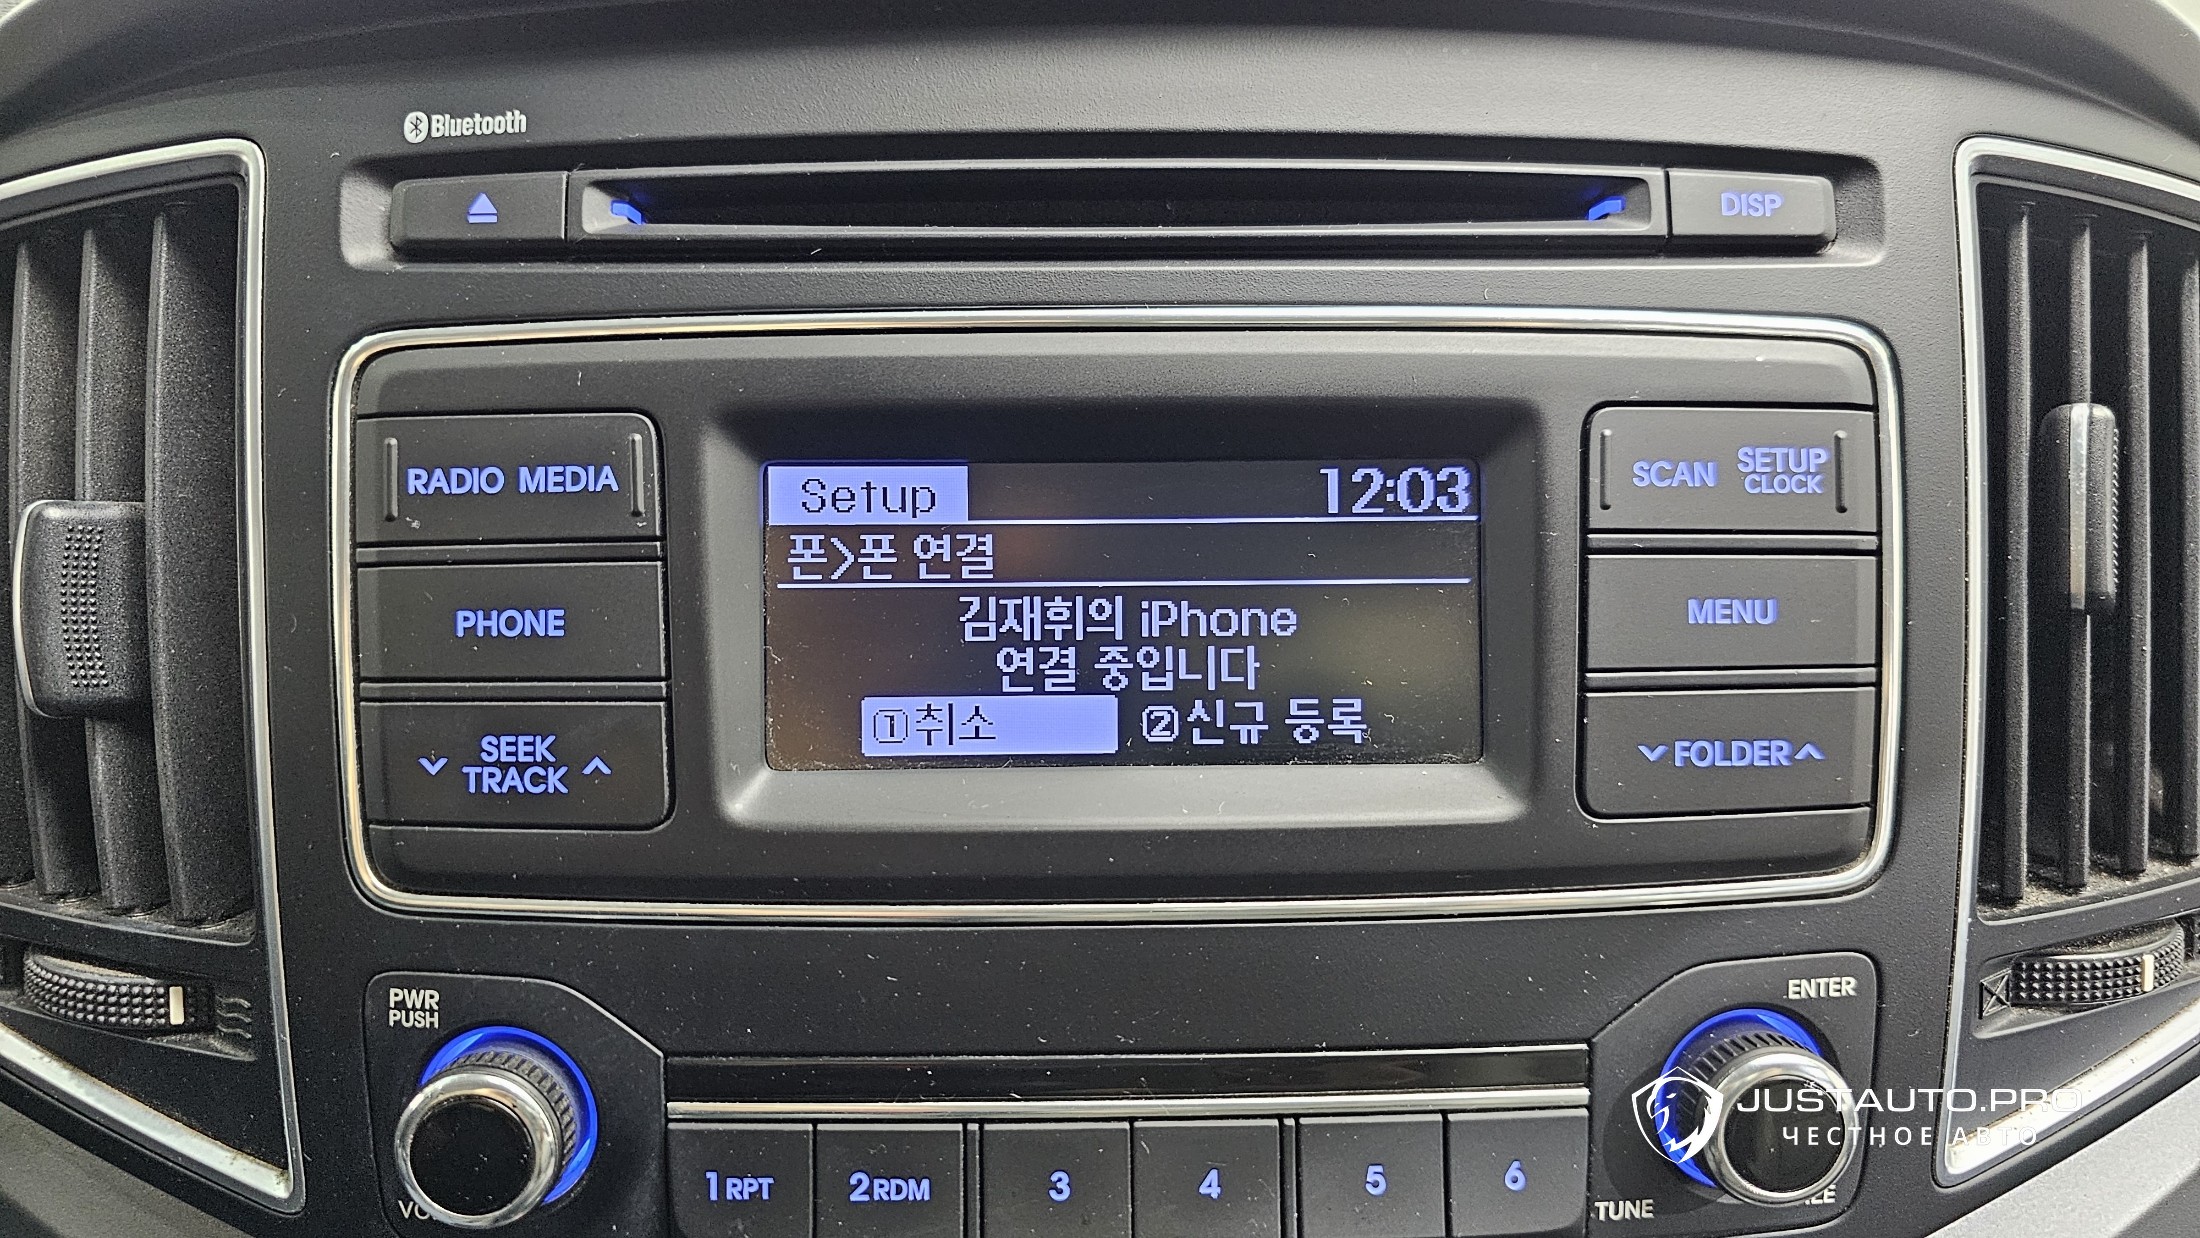 Bluetooth
DISP
RADIO MEDIA
PHONE
SEEK
TRACK
Setup 12:03
폰>폰 연결
김재휘의 iPhone
연결 중입니다
①취소 ②신규 등록
SCAN SETUP
CLOCK
MENU
FOLDER
PWR
PUSH
1 RPT
2 RDM
3
4
5
6
ENTER
TUNE
JUSTAUTO.PRO
ЧЕСТНОЕ АВТО